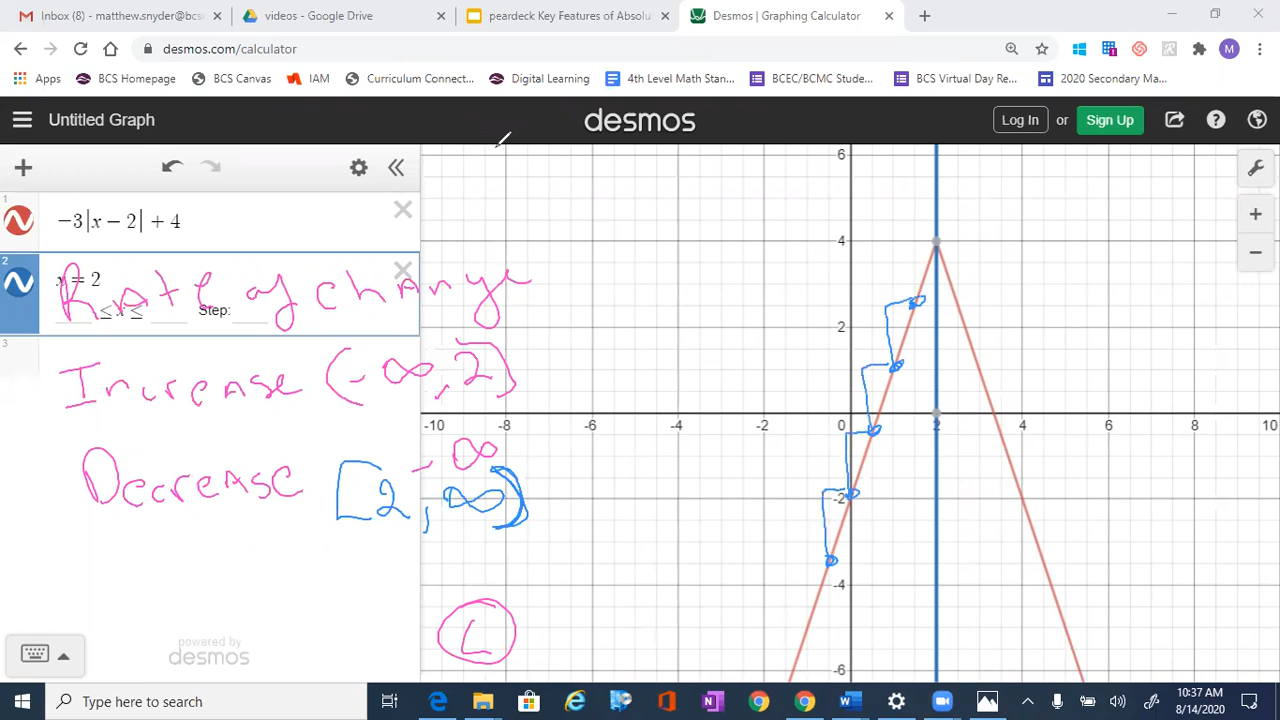 Inbox (8) - matthew.snyder@bcs
videos - Google Drive
peardeck Key Features of Absolu
Desmos | Graphing Calculator
desmos.com/calculator
M
Apps
BCS Homepage
BCS Canvas
IAM
Curriculum Connect...
Digital Learning
4th Level Math Stan...
BCEC/BCMC Stude...
BCS Virtual Day Re...
2020 Secondary Ma...
Untitled Graph
desmos
Log In or Sign Up
1
−3|x − 2| + 4
2
x = 2
≤ x ≤ Step:
3
Rate of change
Increase (-∞, 2]
-∞
Decrease [2, ∞)
L
6
4
2
-10 -8 -6 -4 -2 0 2 4 6 8 10
-2
-4
-6
powered by
desmos
Type here to search
10:37 AM
8/14/2020